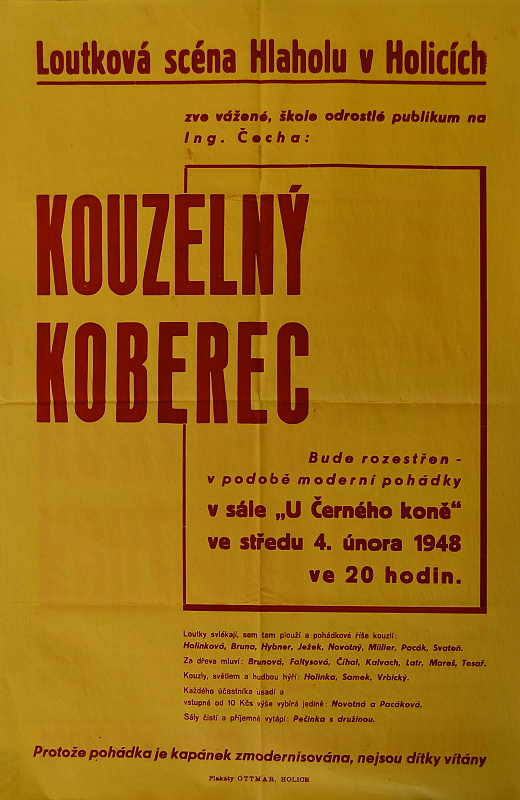 Loutková scéna Hlaholu v Holicích
zve vážené, škole odrostlé publikum na
Ing. Čecha:
KOUZELNÝ
KOBEREC
Bude rozestřen -
v podobě moderní pohádky
v sále „U Černého koně“
ve středu 4. února 1948
ve 20 hodin.
Loutky svlékají, sem tam plouží a pohádkové říše kouzlí:
Holinková, Bruna, Hybner, Ježek, Novotný, Müller, Pacák, Svateň.
Za dřeva mluví: Brunová, Faltysová, Číhal, Kalvach, Latr, Mareš, Tesař.
Kouzly, světlem a hudbou hýří: Holinka, Samek, Vrbický.
Každého účastníka usadí a
vstupné od 10 Kčs výše vybírá jedině: Novotná a Pacáková.
Sály čistí a příjemně vytápí: Pečinka s družinou.
Protože pohádka je kapánek zmodernisována, nejsou dítky vítány
Plakáty OTTMAR, HOLICE